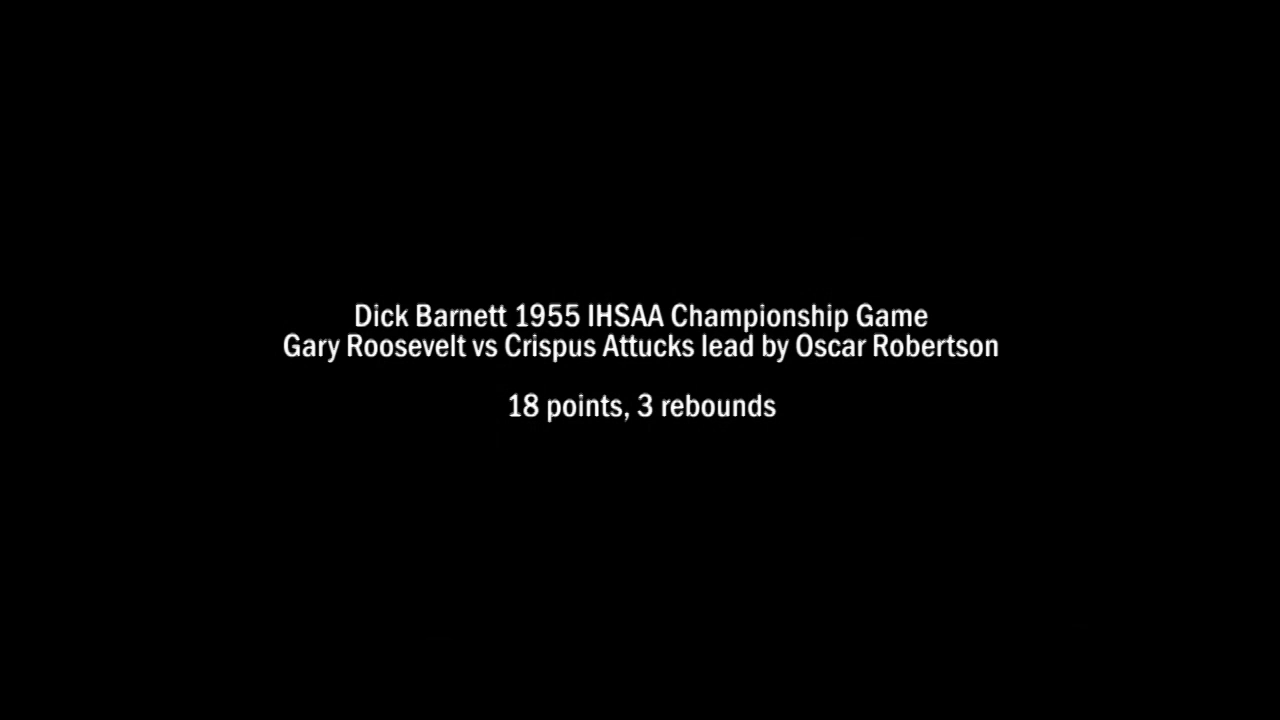 Dick Barnett 1955 IHSAA Championship Game
Gary Roosevelt vs Crispus Attucks lead by Oscar Robertson
18 points, 3 rebounds